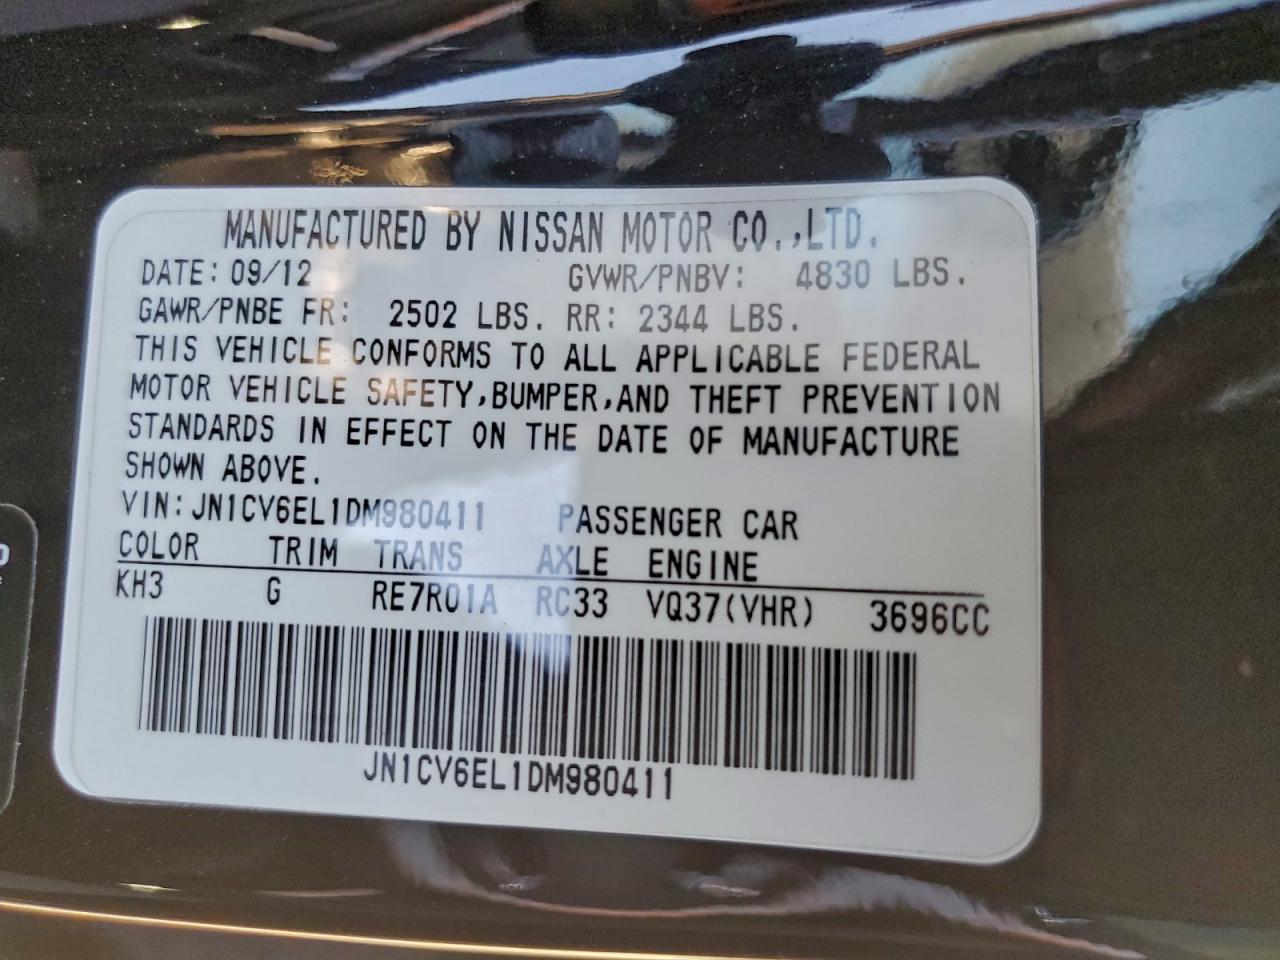 MANUFACTURED BY NISSAN MOTOR CO.,LTD.
DATE: 09/12 GVWR/PNBV: 4830 LBS.
GAWR/PNBE FR: 2502 LBS. RR: 2344 LBS.
THIS VEHICLE CONFORMS TO ALL APPLICABLE FEDERAL
MOTOR VEHICLE SAFETY,BUMPER,AND THEFT PREVENTION
STANDARDS IN EFFECT ON THE DATE OF MANUFACTURE
SHOWN ABOVE.
VIN:JN1CV6EL1DM980411 PASSENGER CAR
COLOR TRIM TRANS AXLE ENGINE
KH3 G RE7R01A RC33 VQ37(VHR) 3696CC
JN1CV6EL1DM980411